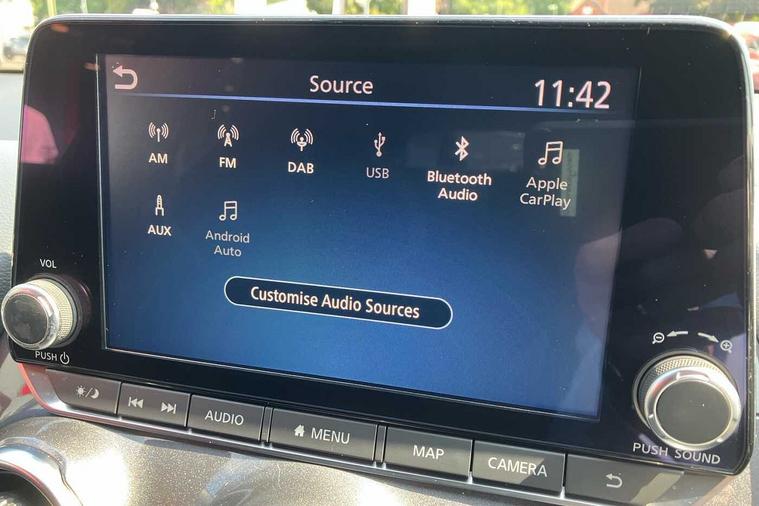 Source
11:42
AM
FM
DAB
USB
Bluetooth
Audio
Apple
CarPlay
AUX
Android
Auto
Customise Audio Sources
VOL
PUSH
AUDIO
MENU
MAP
CAMERA
PUSH SOUND